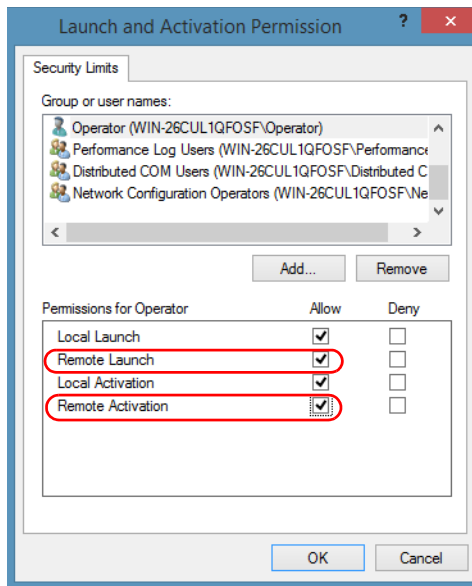 Launch and Activation Permission ? ×
Security Limits
Group or user names:
Operator (WIN-26CUL1QFOSF\Operator)
Performance Log Users (WIN-26CUL1QFOSF\Performance
Distributed COM Users (WIN-26CUL1QFOSF\Distributed C
Network Configuration Operators (WIN-26CUL1QFOSF\Ne
Add... Remove
Permissions for Operator Allow Deny
Local Launch
Remote Launch
Local Activation
Remote Activation
OK Cancel